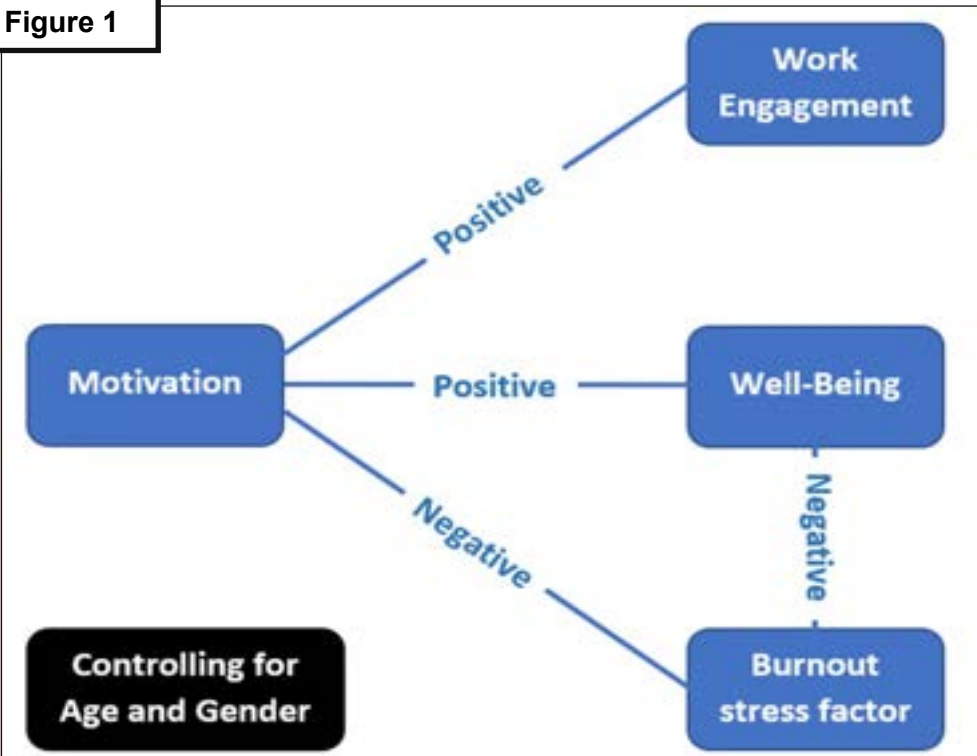 Figure 1
Work
Engagement
Positive
Motivation
Positive
Well-Being
Negative
Negative
Controlling for
Age and Gender
Burnout
stress factor